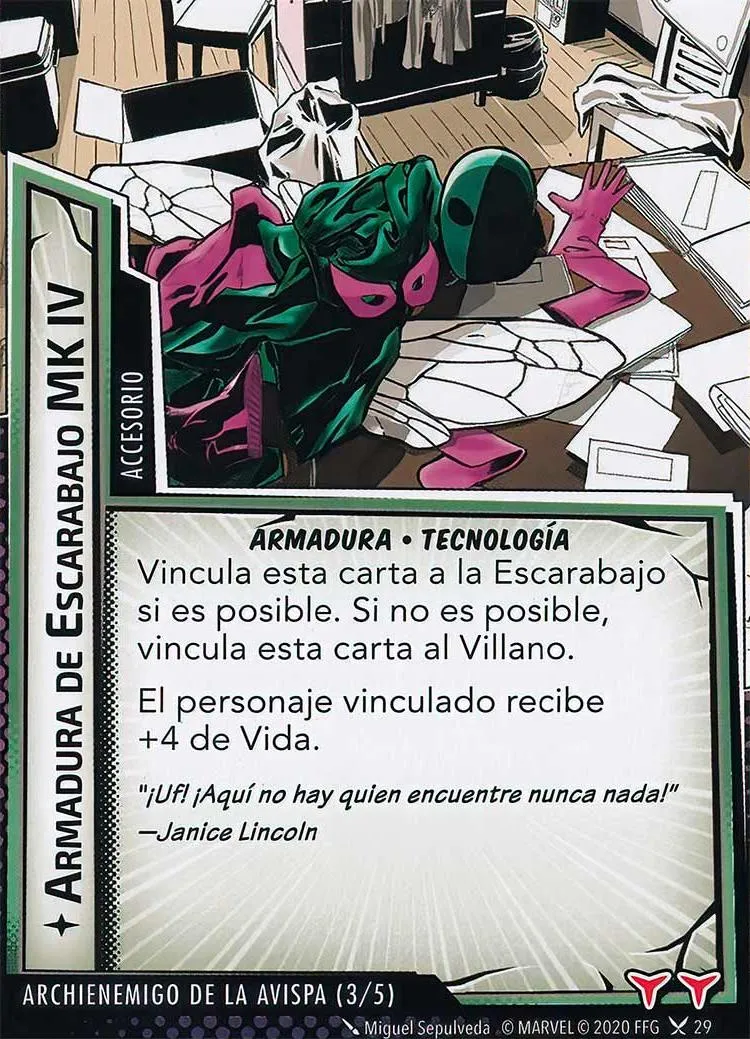 ARMADURA DE ESCARABAJO MK IV
ACCESORIO
ARMADURA • TECNOLOGÍA
Vincula esta carta a la Escarabajo
si es posible. Si no es posible,
vincula esta carta al Villano.
El personaje vinculado recibe
+4 de Vida.
"¡Uf! ¡Aquí no hay quien encuentre nunca nada!"
—Janice Lincoln
ARCHIENEMIGO DE LA AVISPA (3/5)
Miguel Sepulveda © MARVEL © 2020 FFG 29